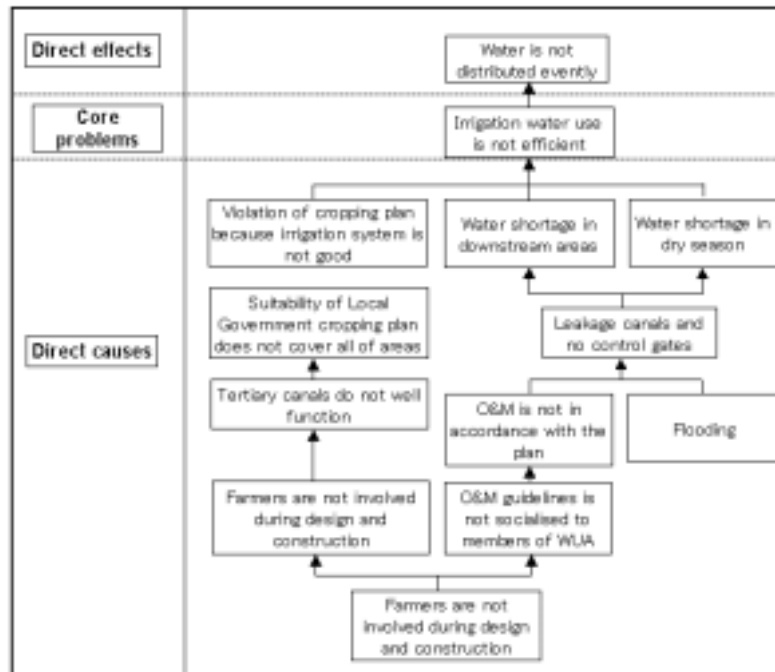 Direct effects
Water is not
distributed evently
Core
problems
Irrigation water use
is not efficient
Violation of cropping plan
because irrigation system is
not good
Water shortage in
downstream areas
Water shortage in
dry season
Direct causes
Suitability of Local
Government cropping plan
does not cover all of areas
Leakage canals and
no control gates
Tertiary canals do not well
function
O&M is not in
accordance with the
plan
Flooding
Farmers are not involved
during design and
construction
O&M guidelines is
not socialised to
members of WUA
Farmers are not
involved during design
and construction